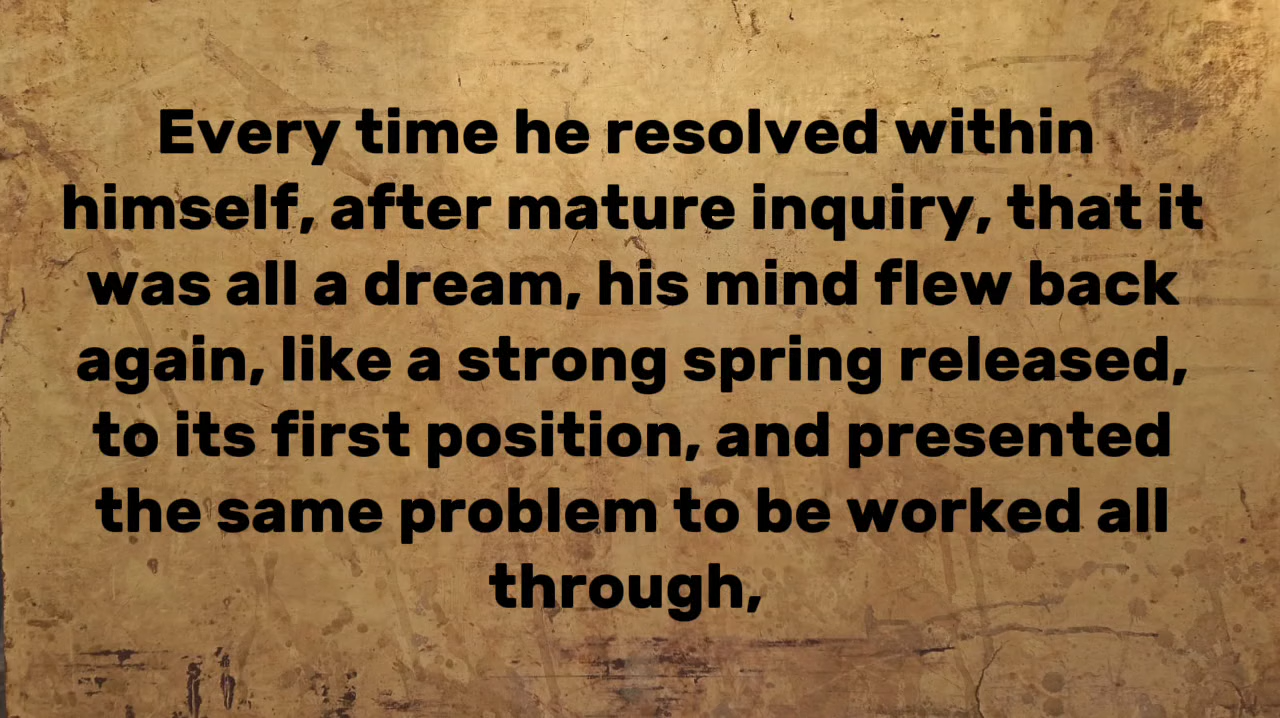 Every time he resolved within
himself, after mature inquiry, that it
was all a dream, his mind flew back
again, like a strong spring released,
to its first position, and presented
the same problem to be worked all
through,